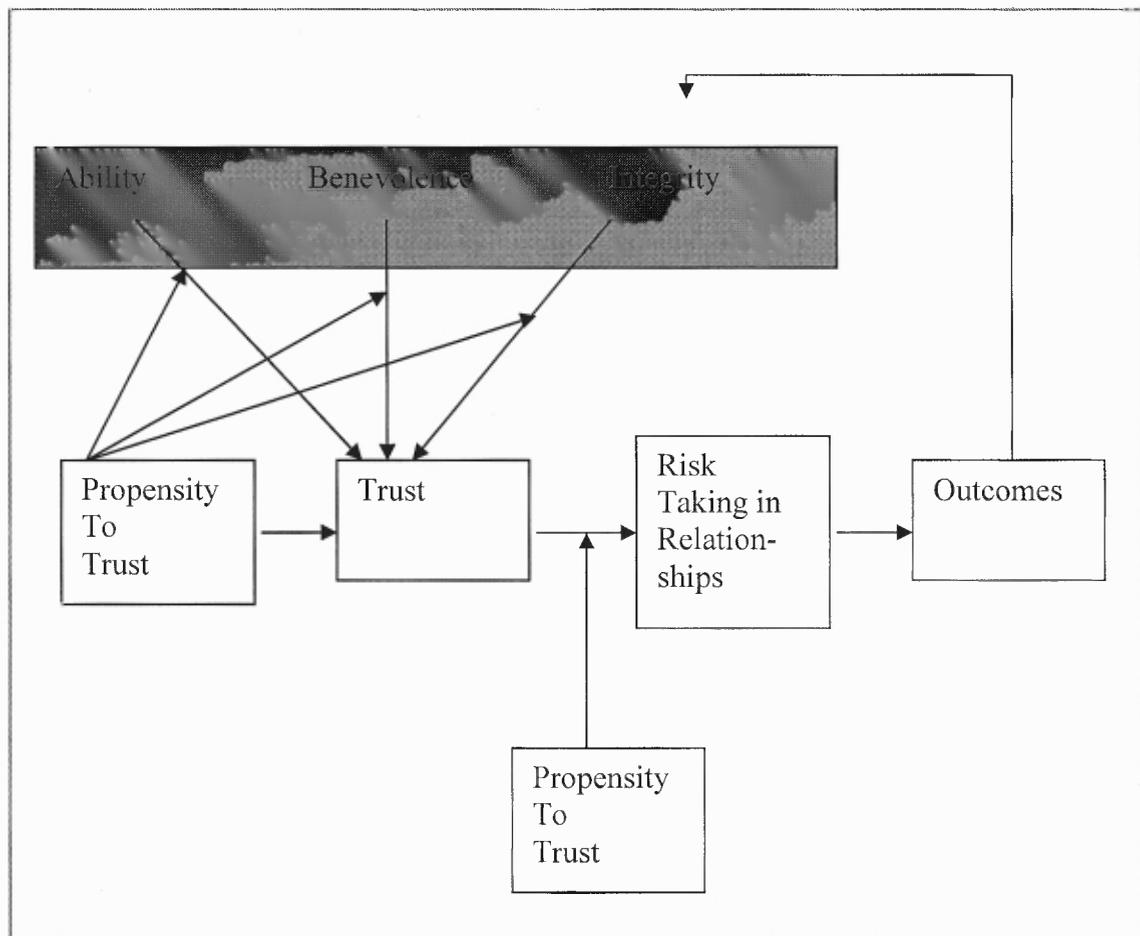 Ability Benevolence Integrity
Propensity
To
Trust
Trust
Risk
Taking in
Relation-
ships
Outcomes
Propensity
To
Trust